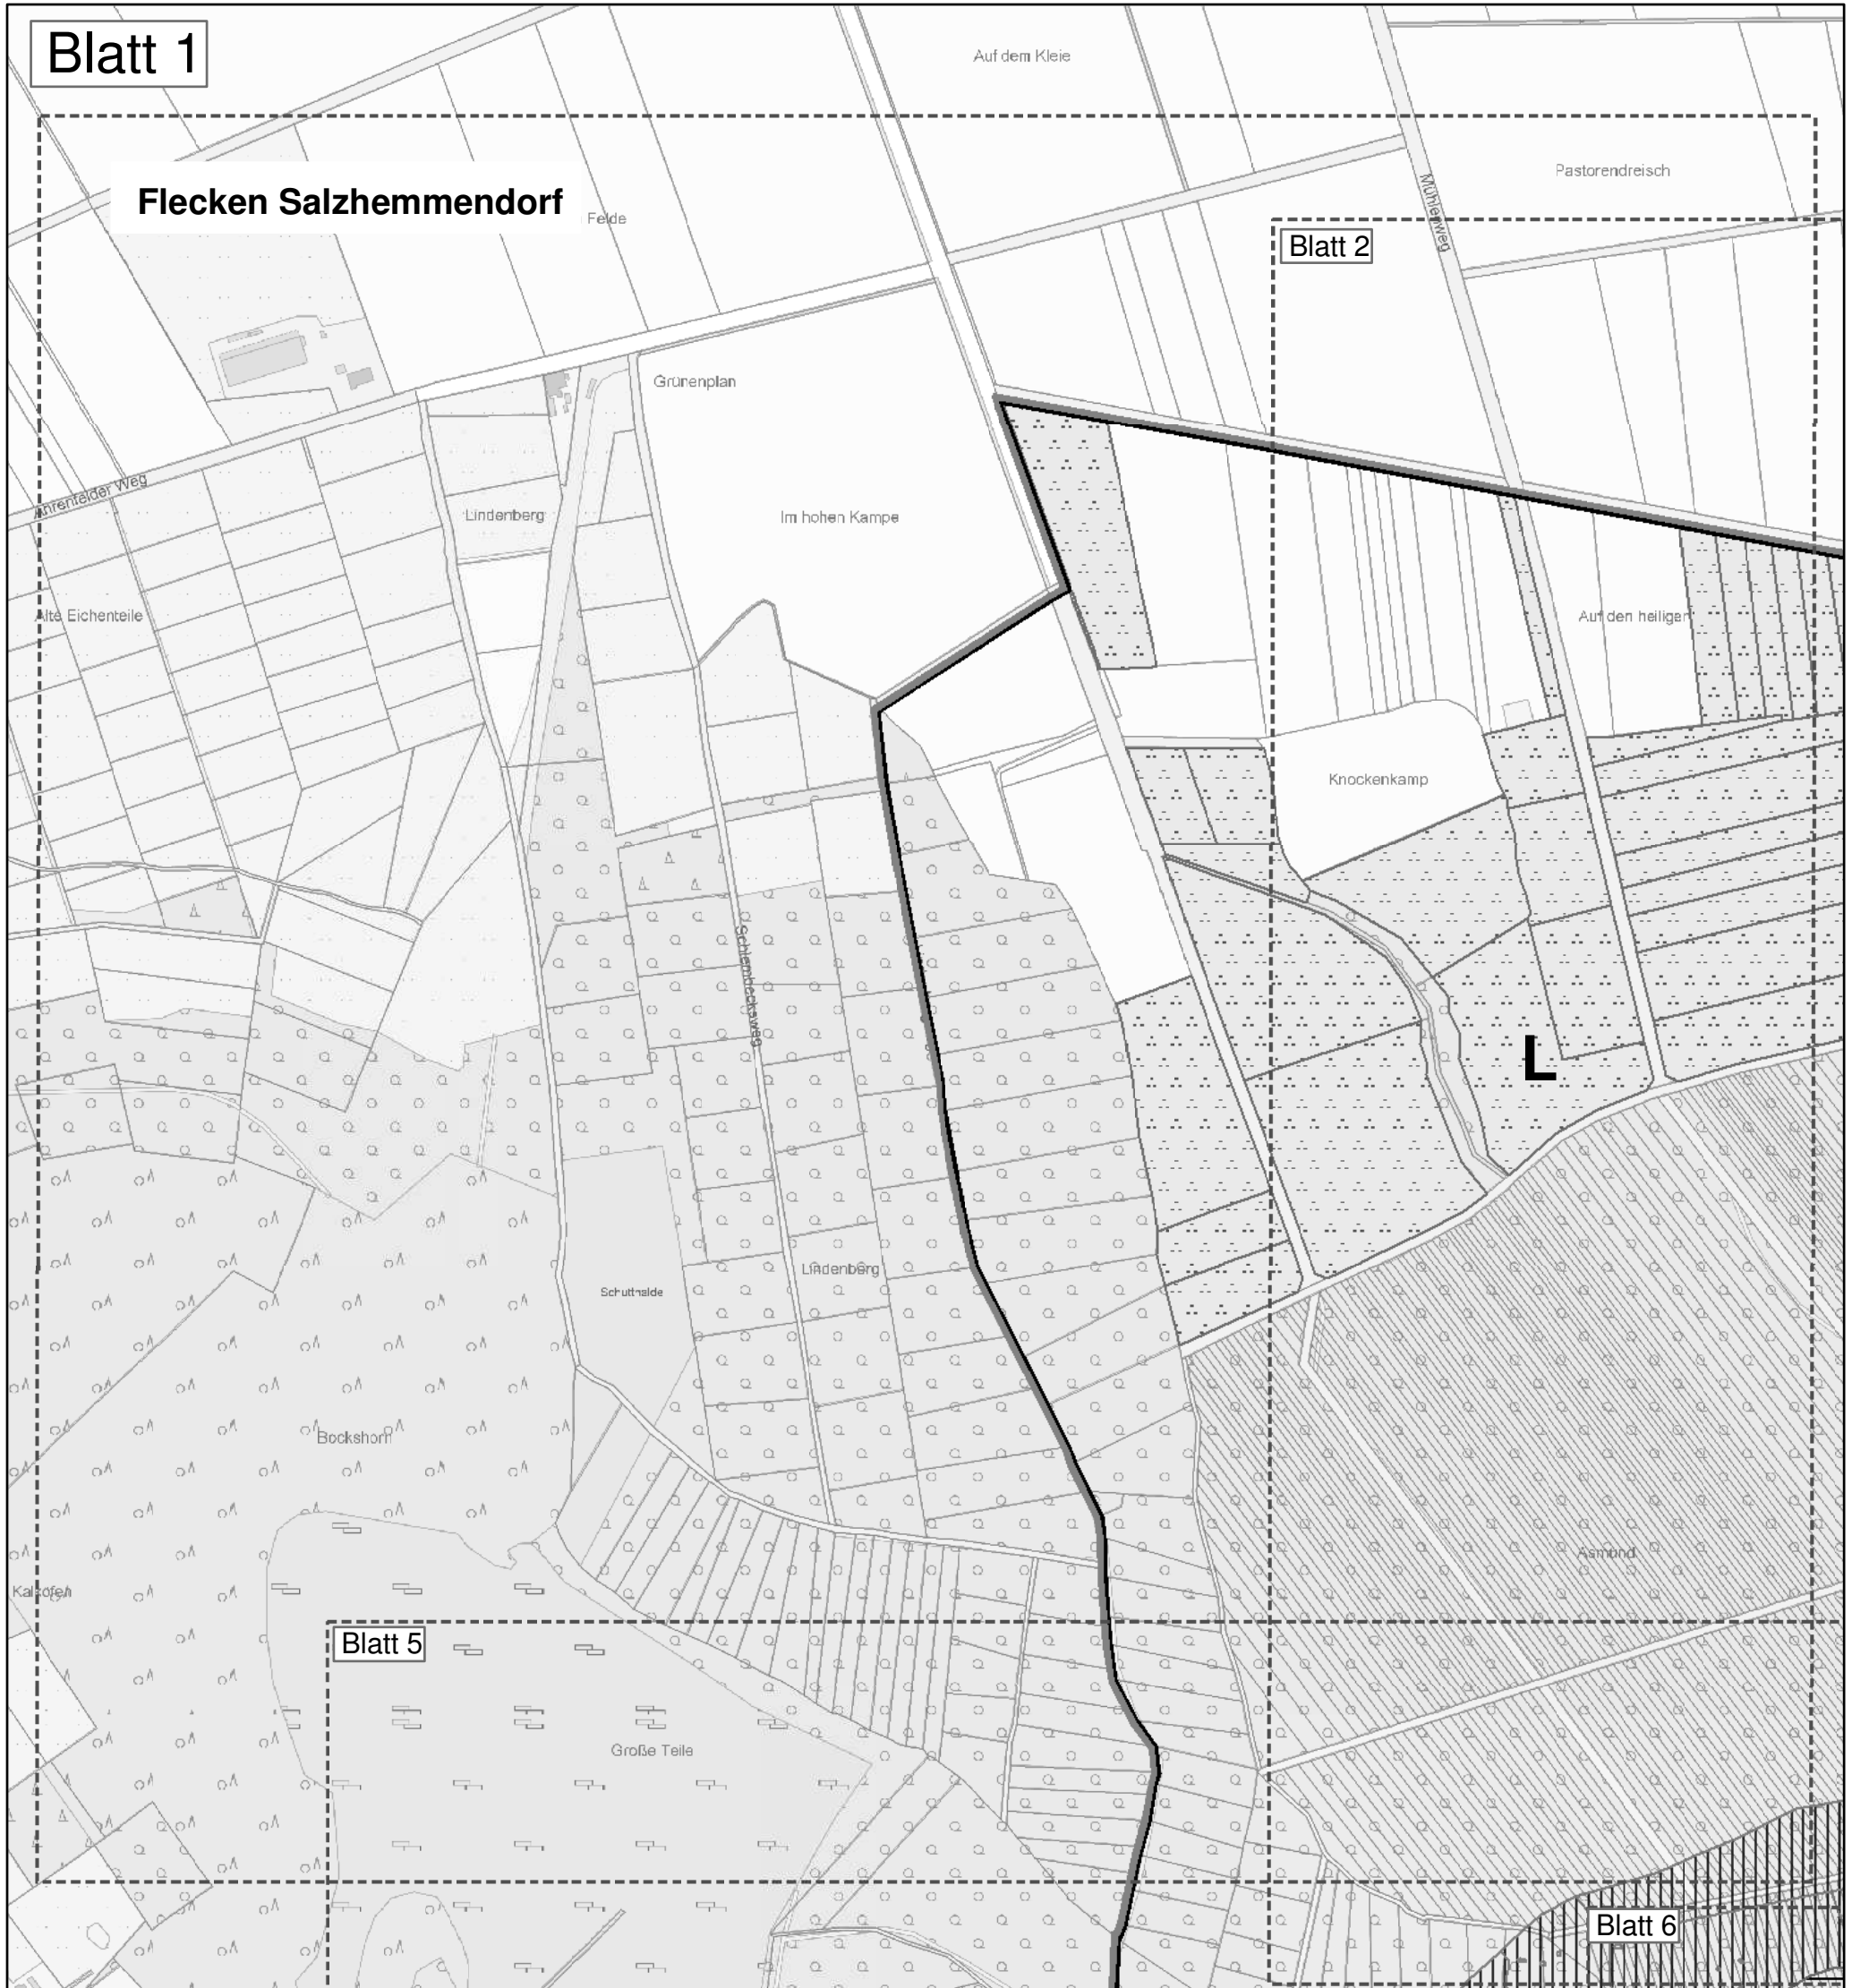 Blatt 1
Auf dem Kleie
Pastorendreisch
Mühlenweg
Flecken Salzhemmendorf
Felde
Blatt 2
Grünenplan
Ahrenfelder Weg
Lindenberg
Im hohen Kampe
Alte Eichenteile
Auf den heiligen
Knockenkamp
Schlembecksweg
L
Lindenberg
Schutthalde
Bockshorn
Asmund
Kalkofen
Blatt 5
Große Teile
Blatt 6